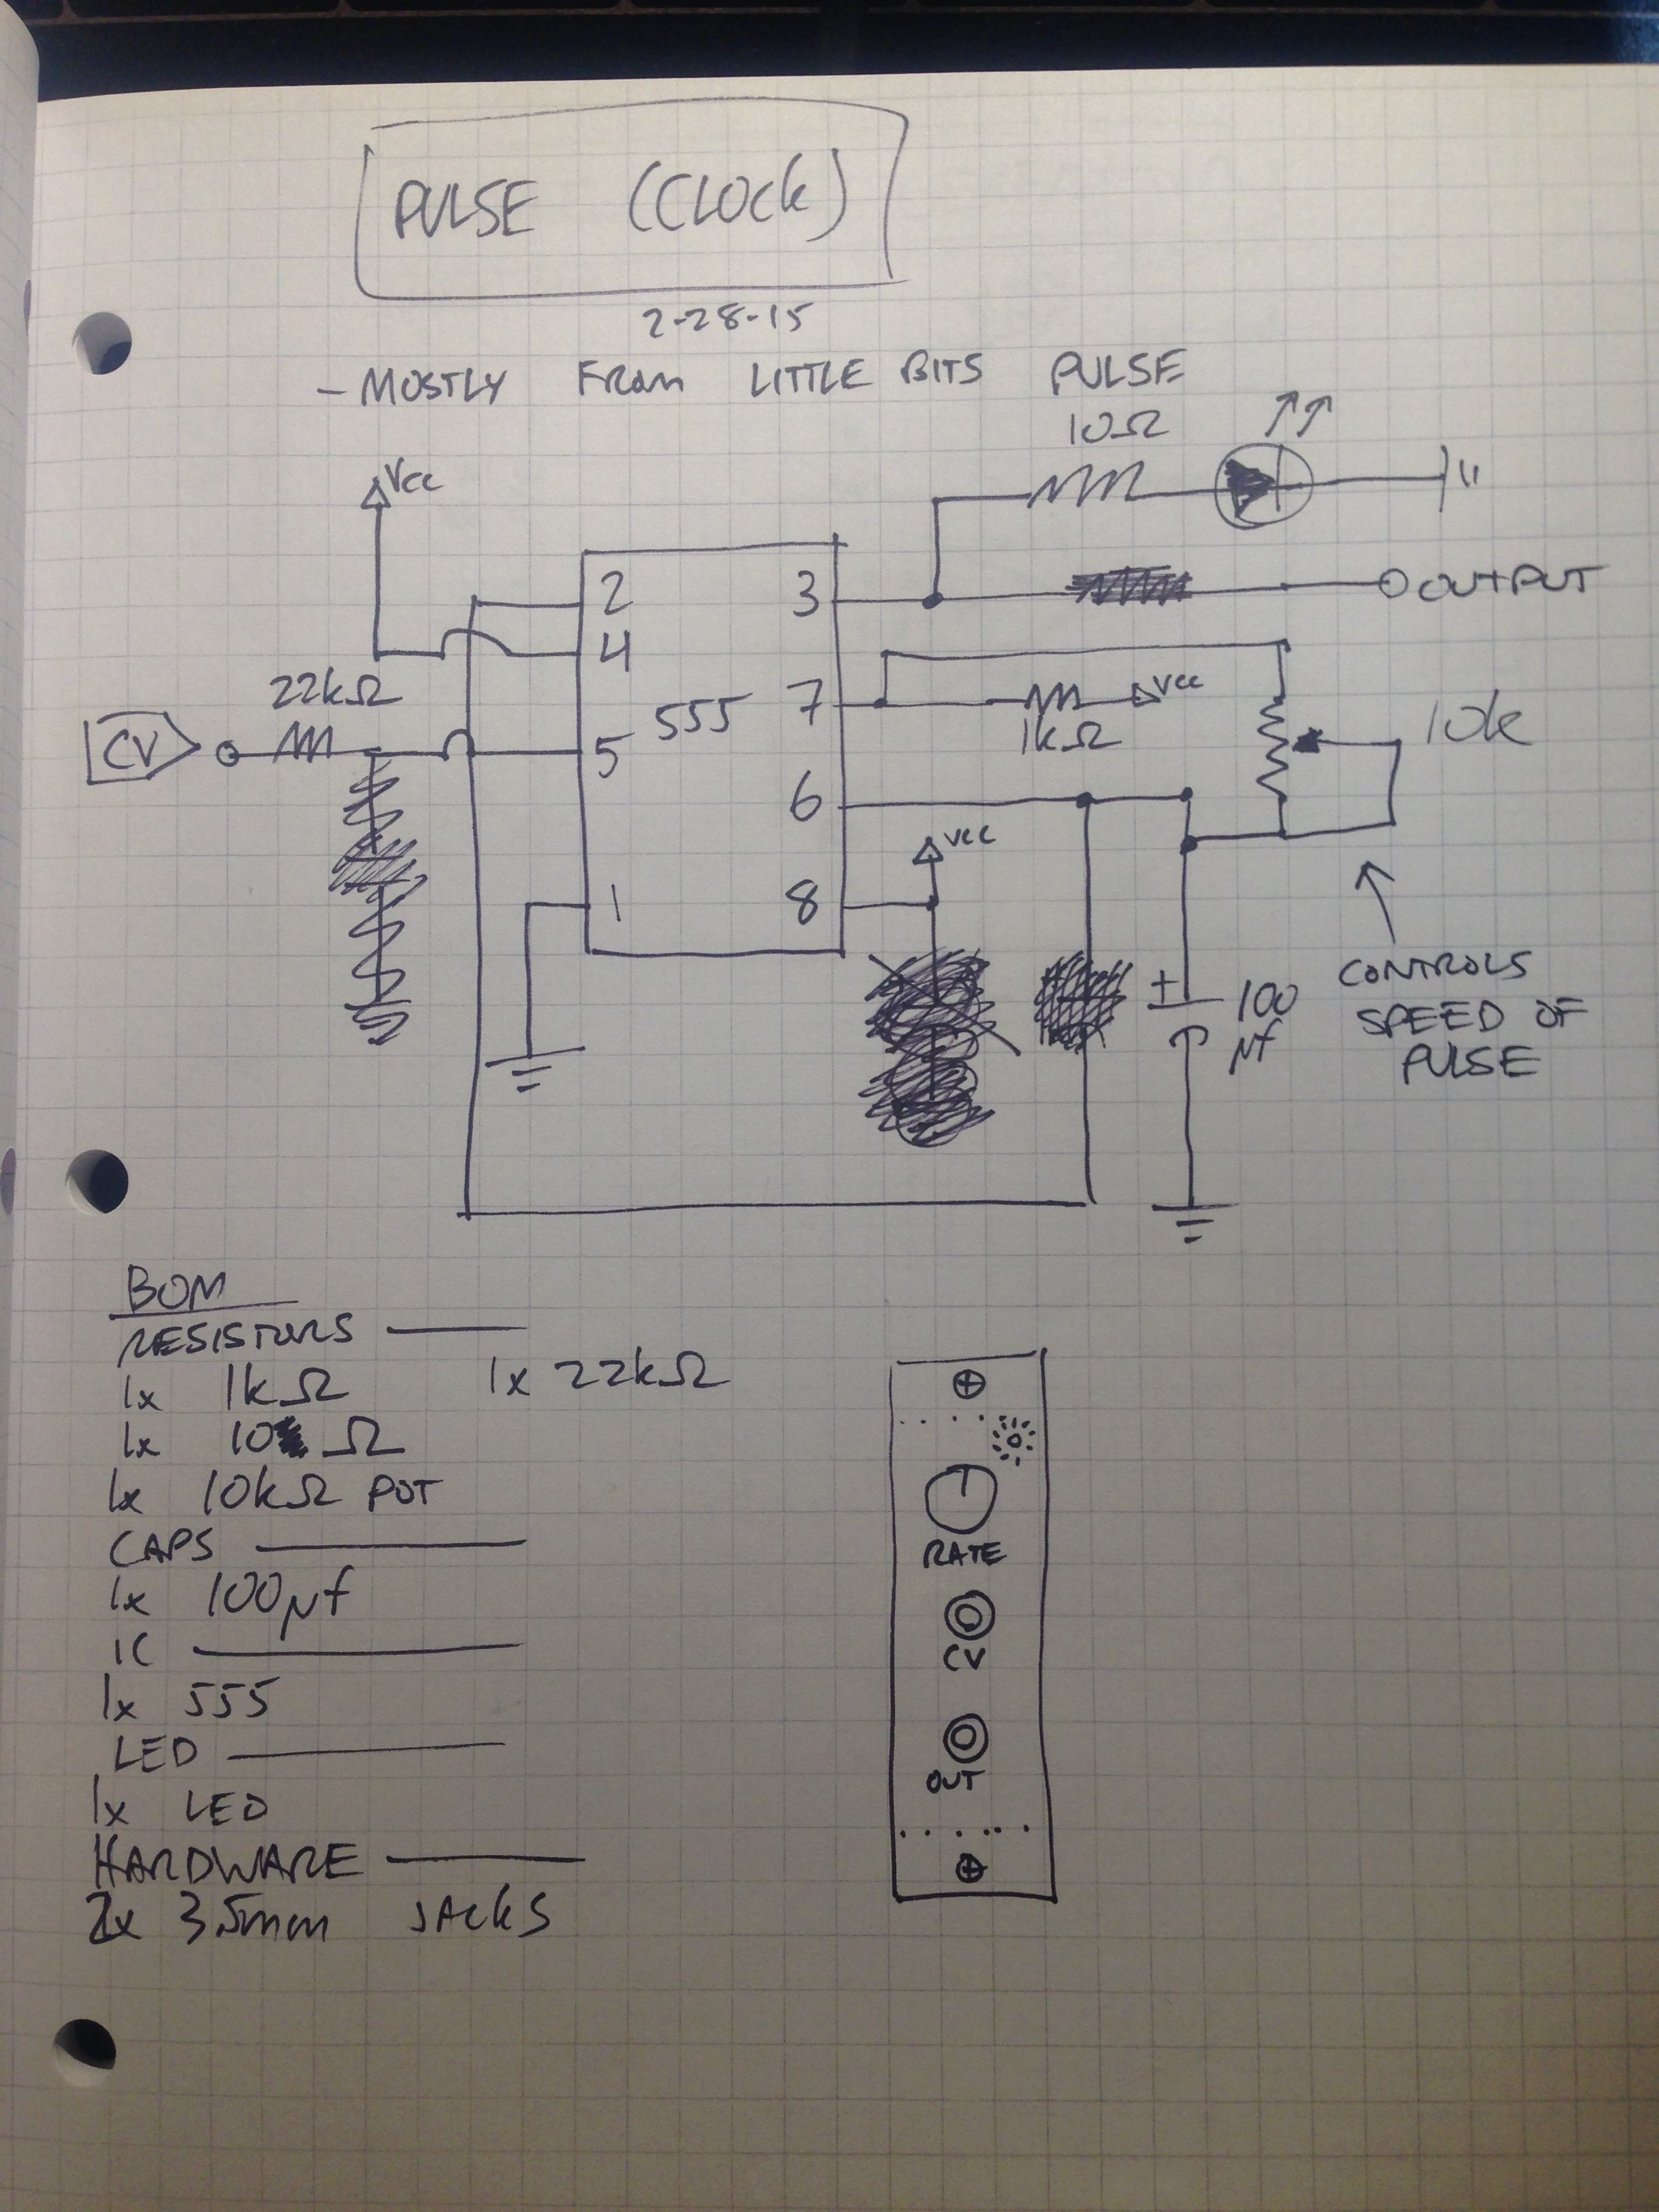 PULSE (CLOCK)
2-28-15
- MOSTLY FROM LITTLE BITS PULSE
10Ω
Vcc
2 3
OUTPUT
4
22kΩ
7 Vcc
555
1kΩ
10k
CV
5
6
Vcc
1 8
+ 100
μf
CONTROLS
SPEED OF
PULSE
BOM
RESISTORS
1x 1kΩ 1x 22kΩ
1x 10 Ω
1x 10kΩ POT
CAPS
1x 100μf
IC
1x 555
LED
1x LED
HARDWARE
2x 3.5mm JACKS
RATE
CV
OUT